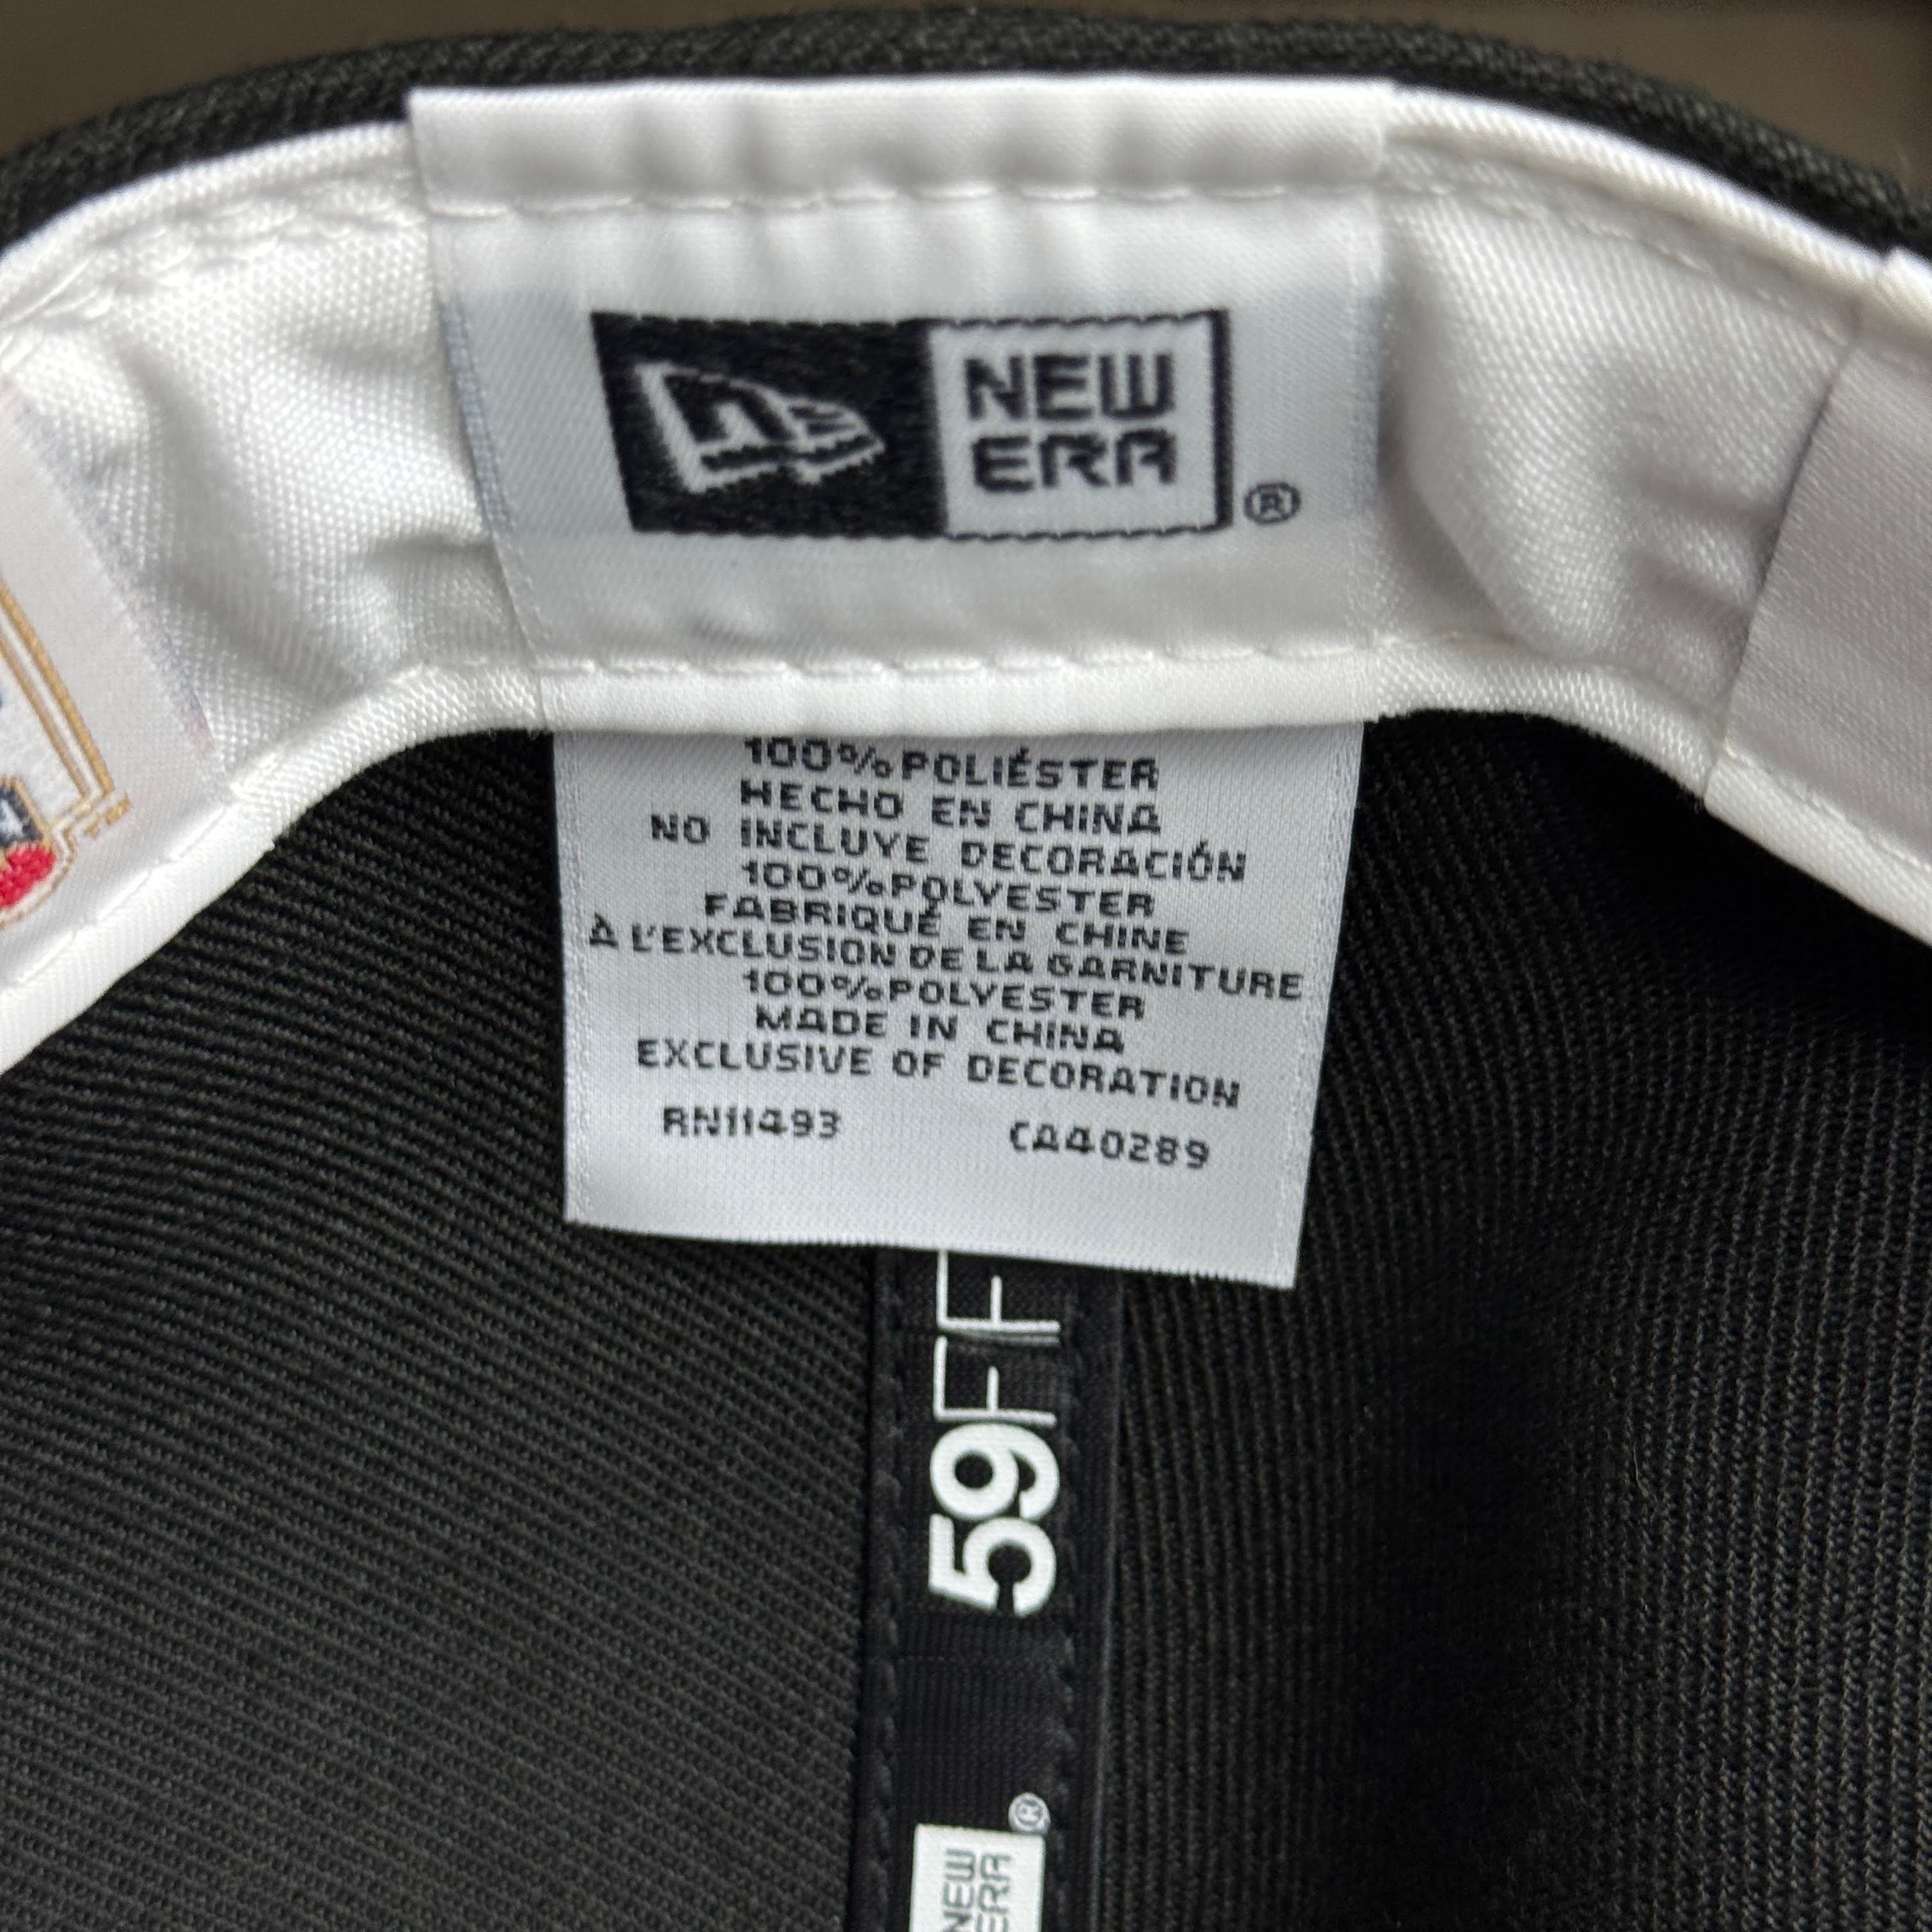 NEW
ERA
®
100%POLIÉSTER
HECHO EN CHINA
NO INCLUYE DECORACIÓN
100%POLYESTER
FABRIQUÉ EN CHINE
À L'EXCLUSION DE LA GARNITURE
100%POLYESTER
MADE IN CHINA
EXCLUSIVE OF DECORATION
RN11493 CA40289
59FF
®
NEW
ERA